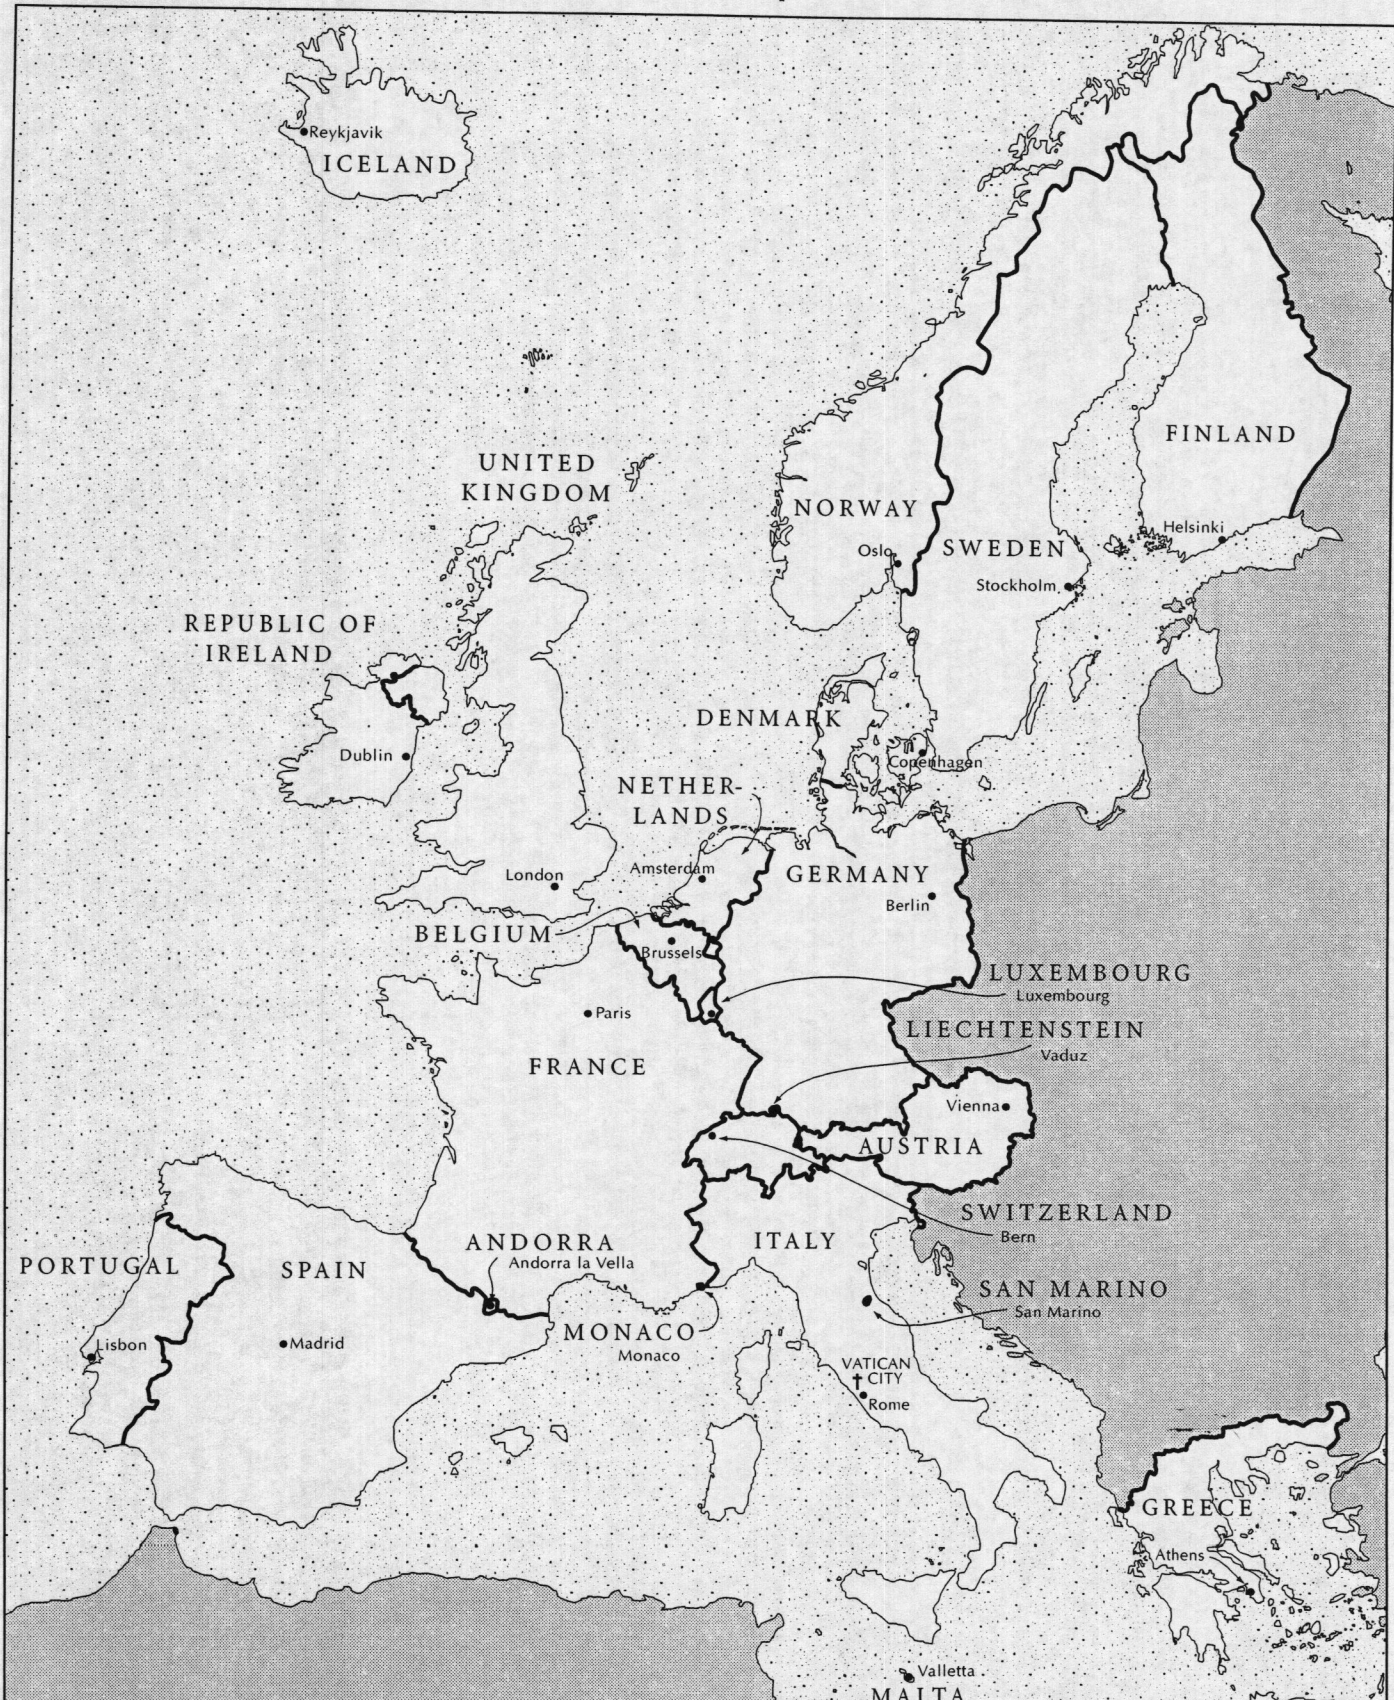 Reykjavik
ICELAND
FINLAND
UNITED
KINGDOM
NORWAY
Helsinki
Oslo
SWEDEN
Stockholm
REPUBLIC OF
IRELAND
DENMARK
Dublin
Copenhagen
NETHER-
LANDS
Amsterdam
GERMANY
London
Berlin
BELGIUM
Brussels
LUXEMBOURG
Luxembourg
Paris
LIECHTENSTEIN
Vaduz
FRANCE
Vienna
AUSTRIA
SWITZERLAND
Bern
ANDORRA
Andorra la Vella
ITALY
PORTUGAL
SPAIN
SAN MARINO
San Marino
MONACO
Monaco
Lisbon
Madrid
VATICAN
CITY
Rome
GREECE
Athens
Valletta
MALTA